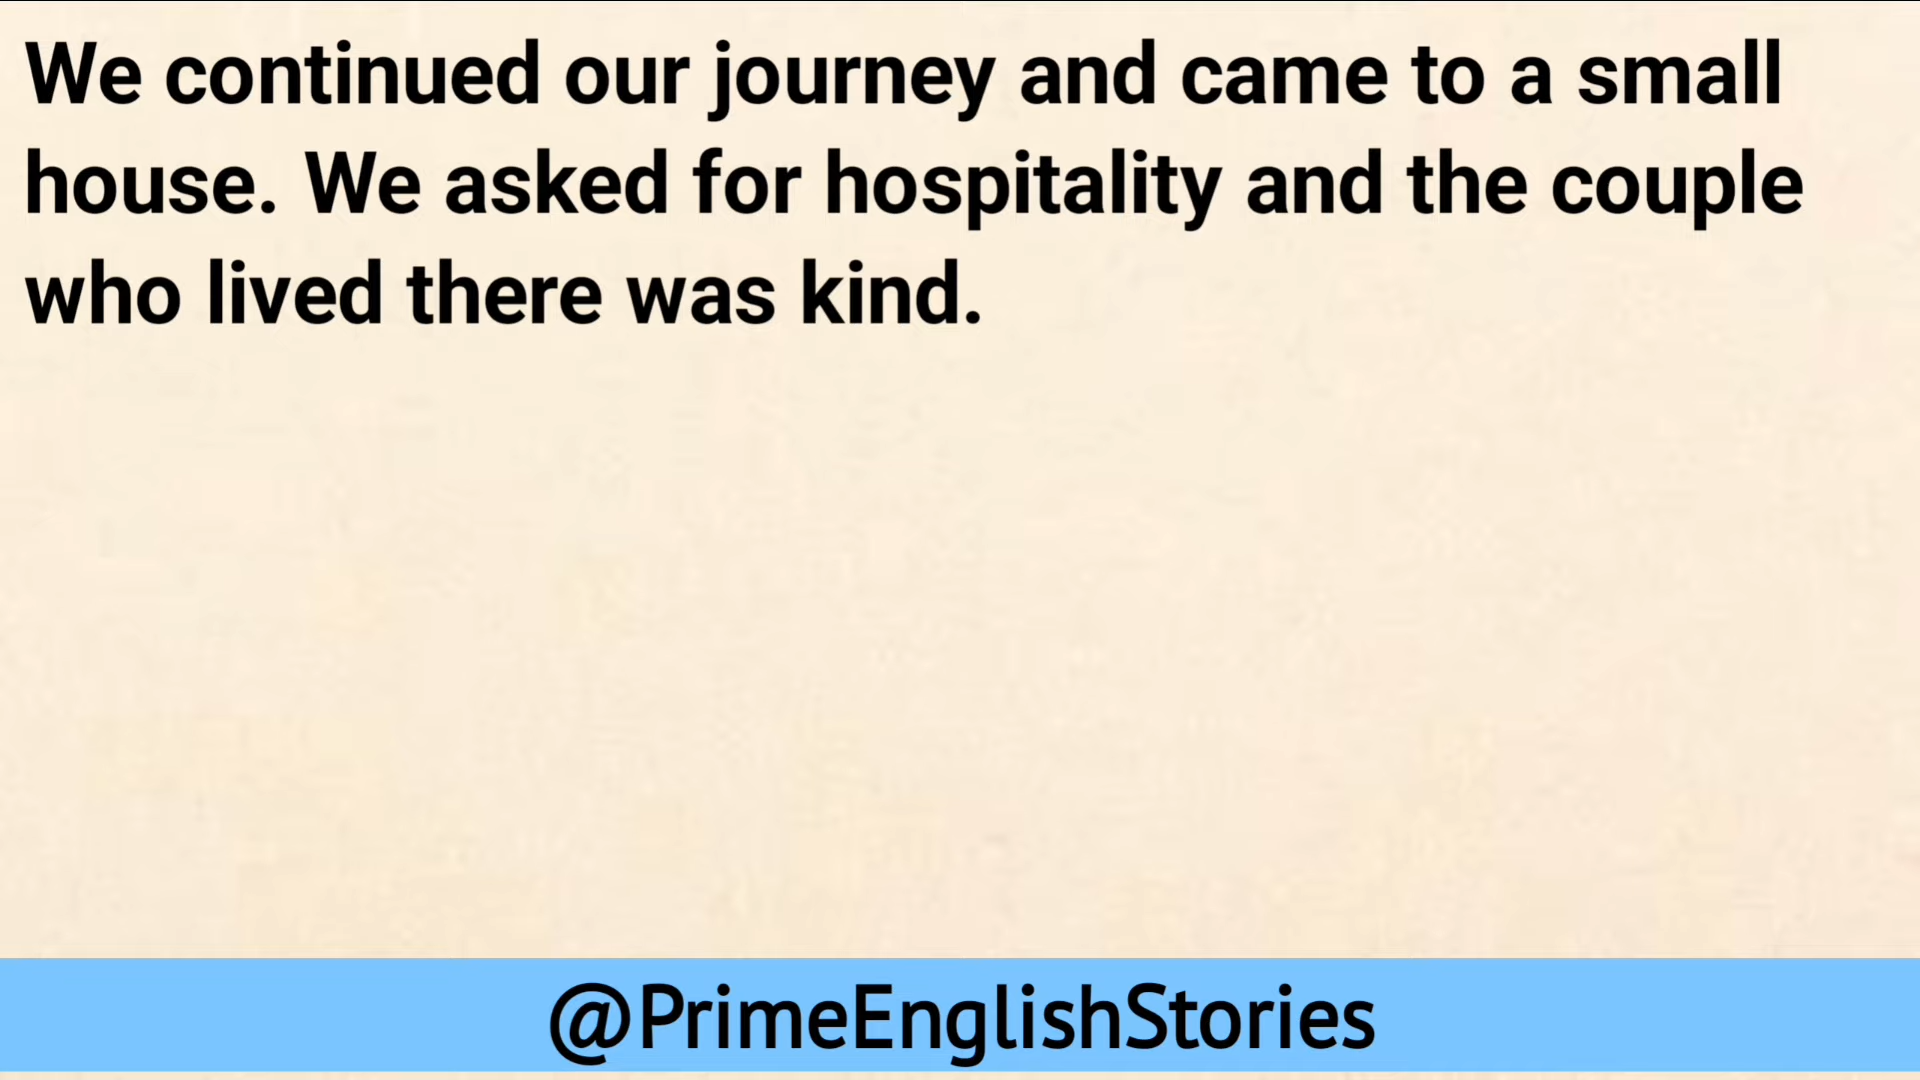 We continued our journey and came to a small
house. We asked for hospitality and the couple
who lived there was kind.
@PrimeEnglishStories